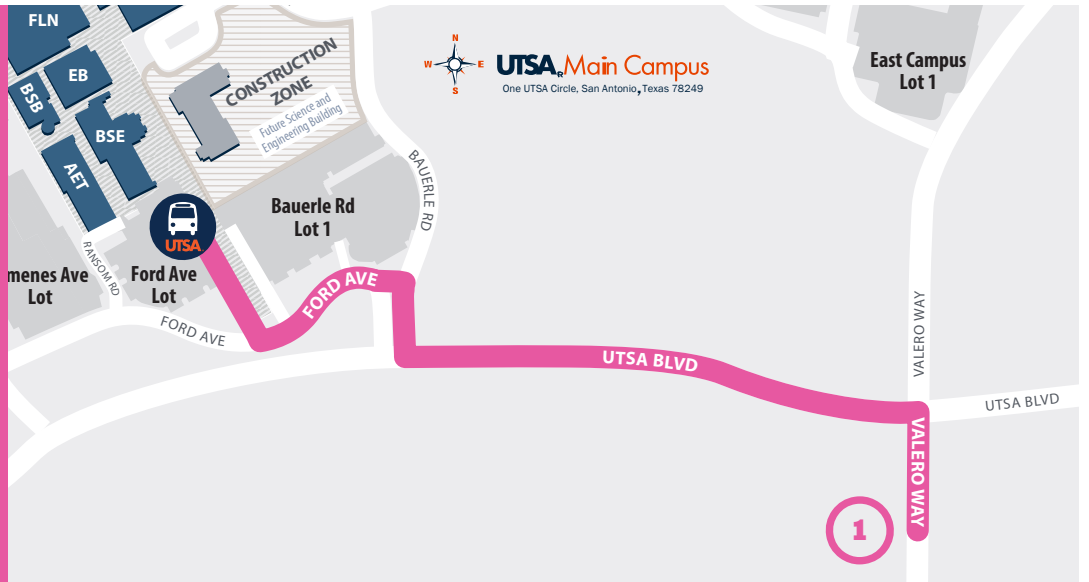 FLN
EB
BSB
BSE
AET
CONSTRUCTION
ZONE
Future Science and
Engineering Building
N
W
E
S
UTSA® Main Campus
One UTSA Circle, San Antonio, Texas 78249
East Campus
Lot 1
BAUERLE RD
Bauerle Rd
Lot 1
UTSA
RANSOM RD
menes Ave
Lot
Ford Ave
Lot
FORD AVE
FORD AVE
UTSA BLVD
VALERO WAY
UTSA BLVD
VALERO WAY
1